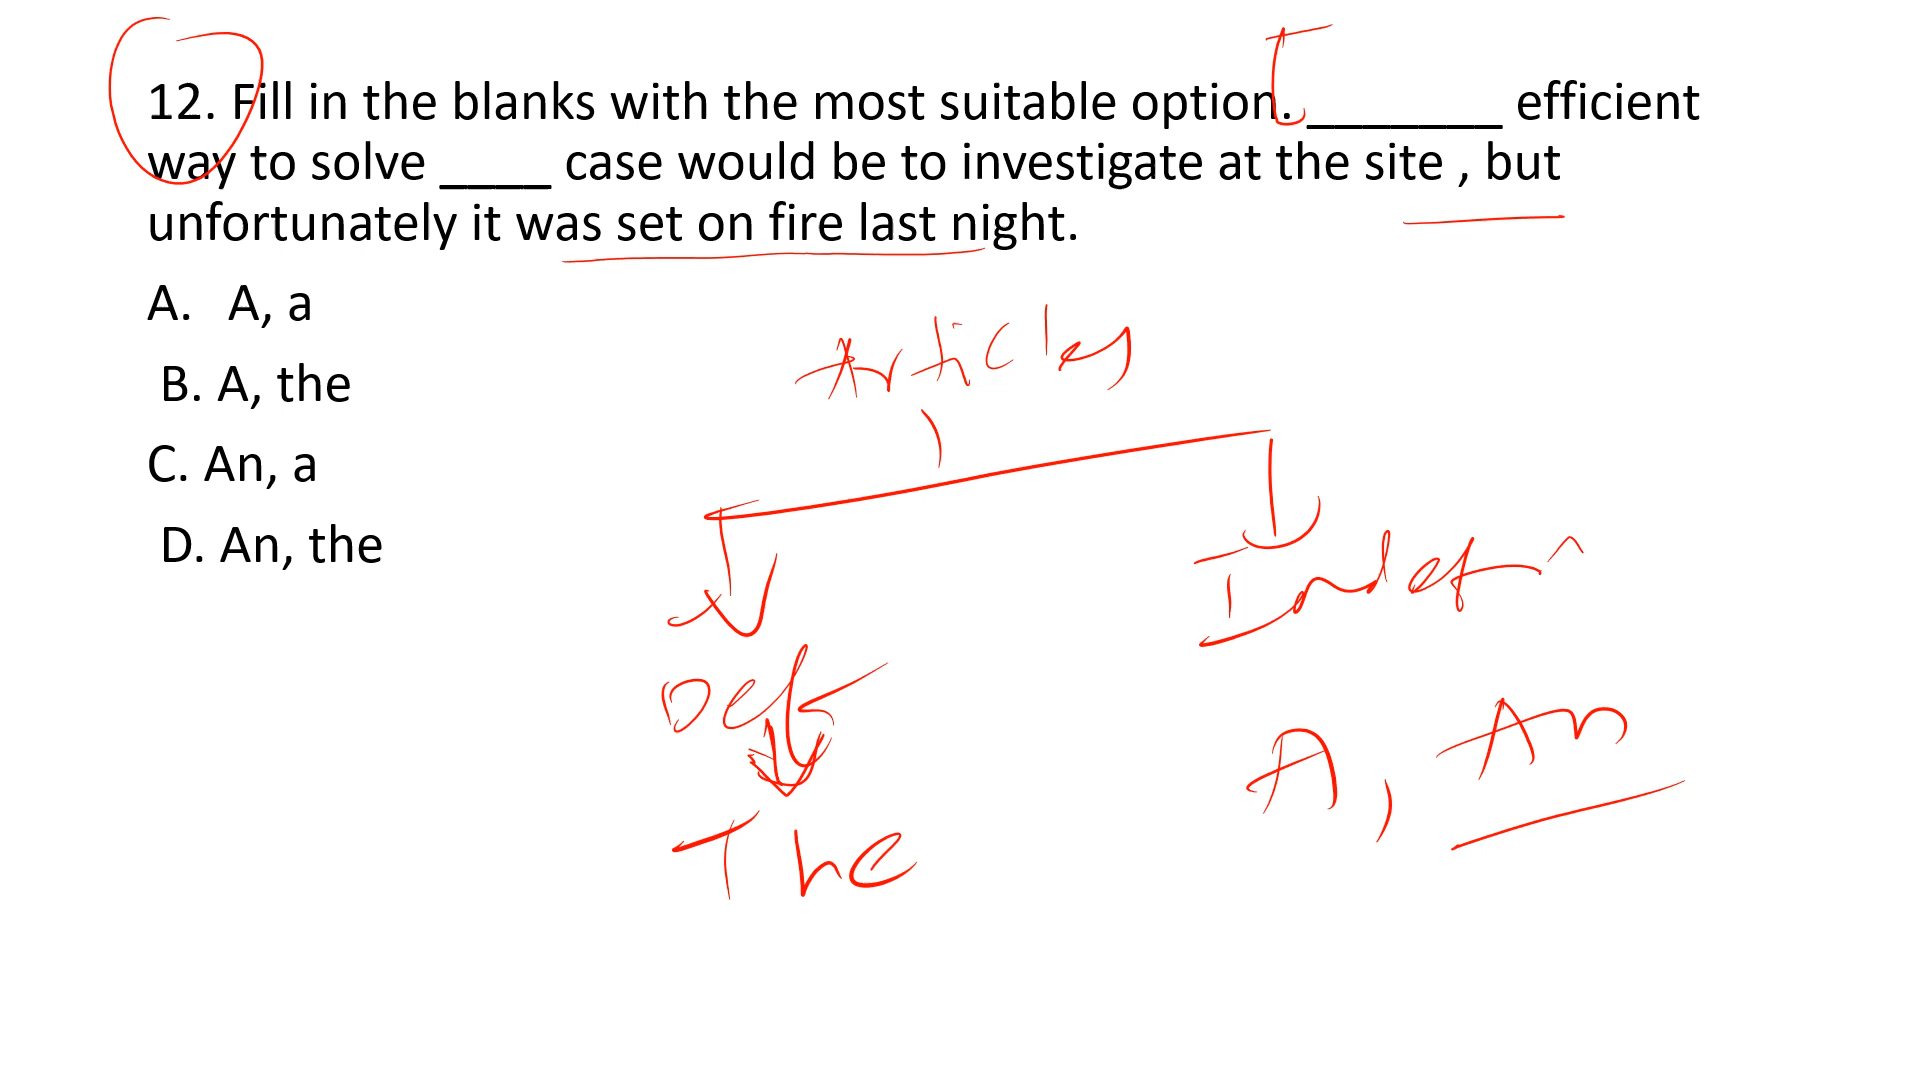 12. Fill in the blanks with the most suitable option. _______ efficient
way to solve ____ case would be to investigate at the site , but
unfortunately it was set on fire last night.
A. A, a
B. A, the
C. An, a
D. An, the
Articles
Indef
Def
A, An
The